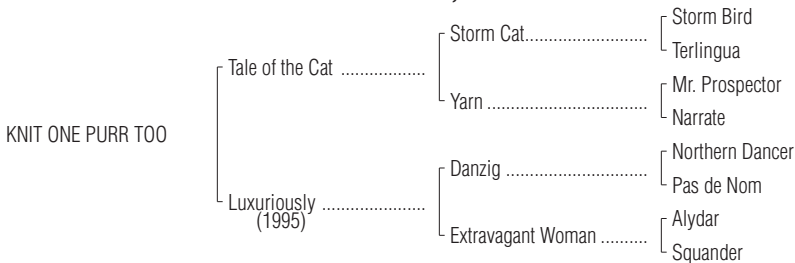 Storm Bird
Storm Cat............................
Terlingua
Tale of the Cat ...................
Mr. Prospector
Yarn ....................................
Narrate
KNIT ONE PURR TOO
Northern Dancer
Danzig ................................
Pas de Nom
Luxuriously .......................
(1995)
Alydar
Extravagant Woman ..........
Squander